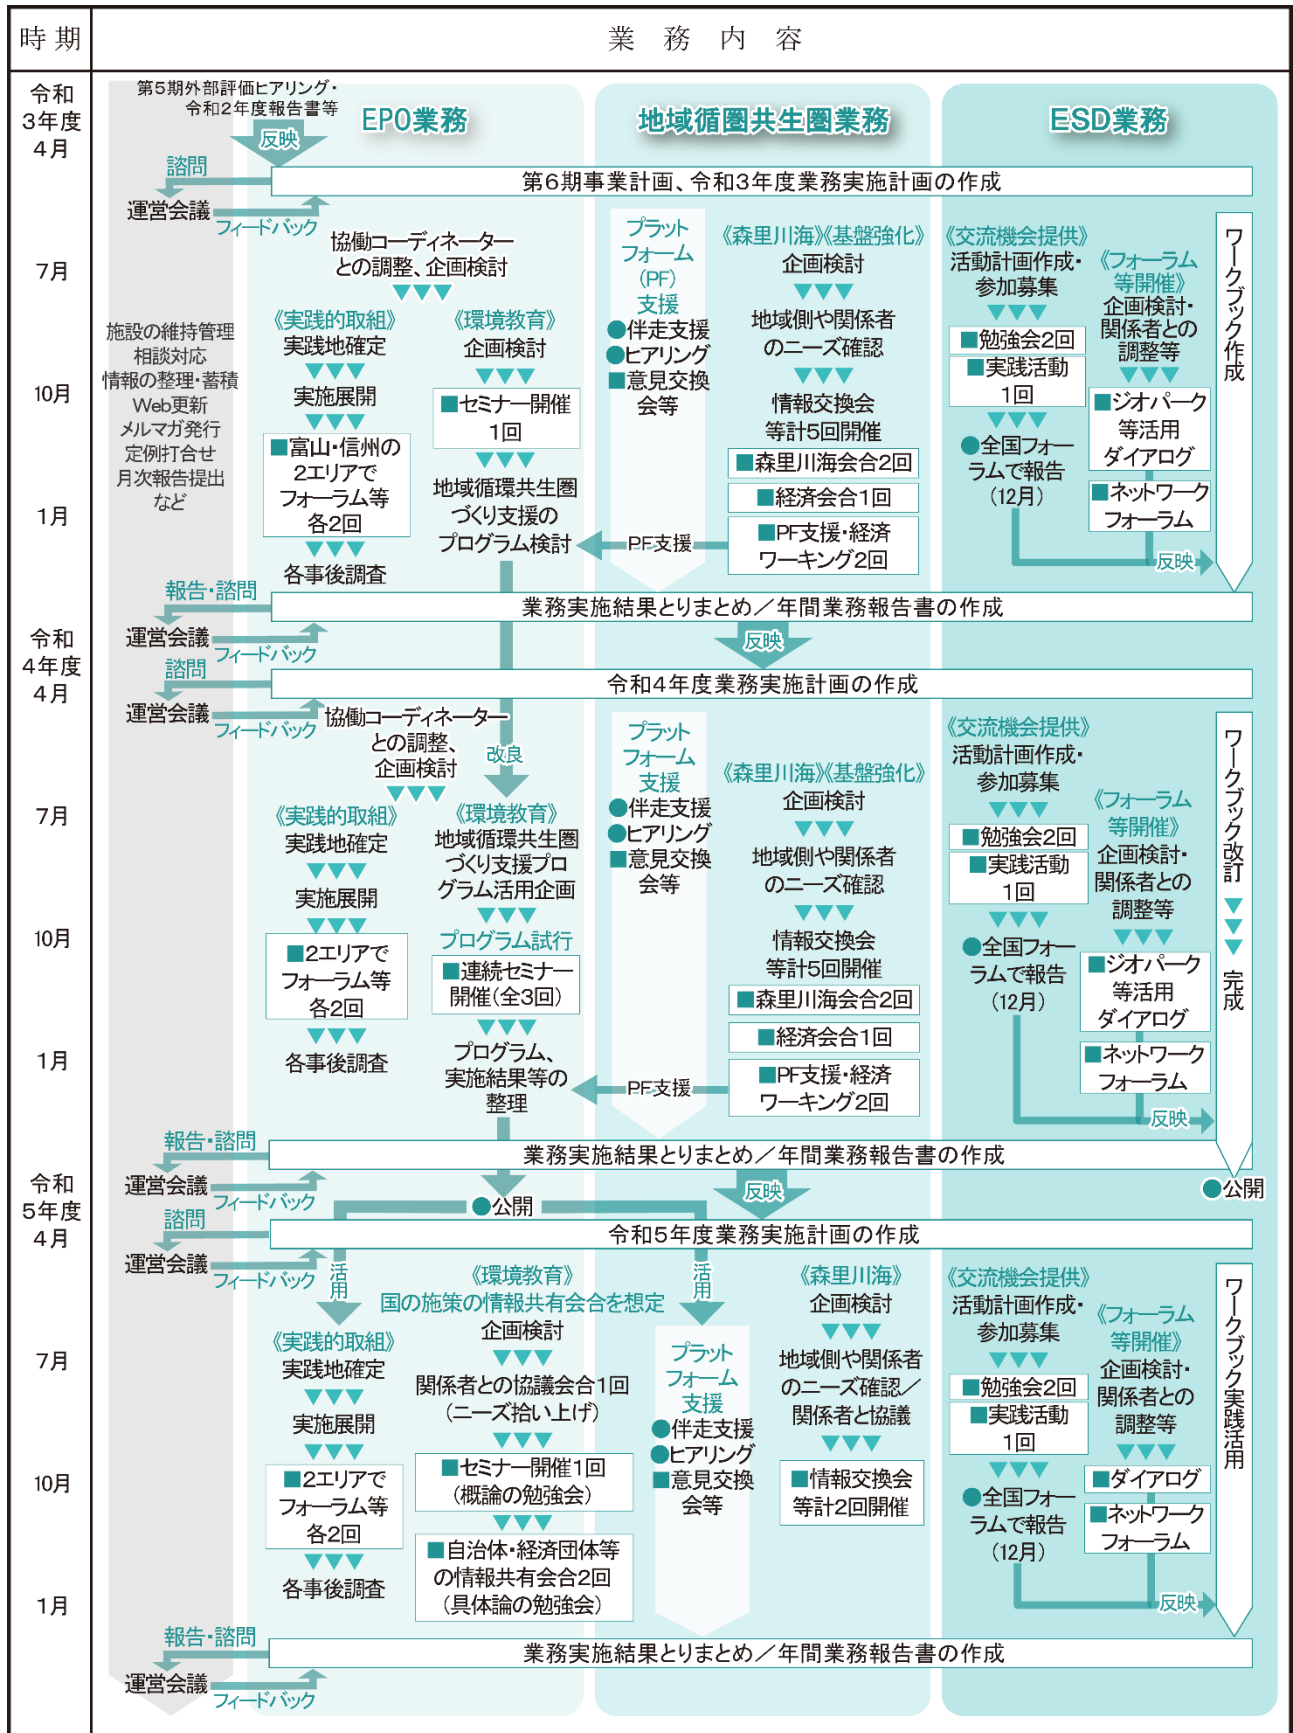 時期
業務内容
令和
3年度
4月
第5期外部評価ヒアリング・
令和2年度報告書等
反映
EPO業務
地域循圏共生圏業務
ESD業務
諮問
第6期事業計画、令和3年度業務実施計画の作成
運営会議
フィードバック
7月
10月
1月
施設の維持管理
相談対応
情報の整理・蓄積
Web更新
メルマガ発行
定例打合せ
月次報告提出
など
協働コーディネーター
との調整、企画検討
《実践的取組》
実践地確定
実施展開
■富山・信州の
2エリアで
フォーラム等
各2回
各事後調査
《環境教育》
企画検討
■セミナー開催
1回
地域循環共生圏
づくり支援の
プログラム検討
プラット
フォーム
(PF)
支援
●伴走支援
●ヒアリング
■意見交換
会等
PF支援
《森里川海》《基盤強化》
企画検討
地域側や関係者
のニーズ確認
情報交換会
等計5回開催
■森里川海会合2回
■経済会合1回
■PF支援・経済
ワーキング2回
《交流機会提供》
活動計画作成・
参加募集
■勉強会2回
■実践活動
1回
●全国フォー
ラムで報告
(12月)
《フォーラム
等開催》
企画検討・
関係者との
調整等
■ジオパーク
等活用
ダイアログ
■ネットワーク
フォーラム
反映
ワークブック作成
報告・諮問
業務実施結果とりまとめ／年間業務報告書の作成
運営会議
フィードバック
反映
令和
4年度
4月
諮問
令和4年度業務実施計画の作成
運営会議
フィードバック
7月
10月
1月
協働コーディネーター
との調整、
企画検討
改良
《実践的取組》
実践地確定
実施展開
■2エリアで
フォーラム等
各2回
各事後調査
《環境教育》
地域循環共生圏
づくり支援プロ
グラム活用企画
プログラム試行
■連続セミナー
開催(全3回)
プログラム、
実施結果等の
整理
プラット
フォーム
支援
●伴走支援
●ヒアリング
■意見交換
会等
PF支援
《森里川海》《基盤強化》
企画検討
地域側や関係者
のニーズ確認
情報交換会
等計5回開催
■森里川海会合2回
■経済会合1回
■PF支援・経済
ワーキング2回
《交流機会提供》
活動計画作成・
参加募集
■勉強会2回
■実践活動
1回
●全国フォー
ラムで報告
(12月)
《フォーラム
等開催》
企画検討・
関係者との
調整等
■ジオパーク
等活用
ダイアログ
■ネットワーク
フォーラム
反映
ワークブック改訂
完成
●公開
報告・諮問
業務実施結果とりまとめ／年間業務報告書の作成
運営会議
フィードバック
●公開
反映
令和
5年度
4月
諮問
令和5年度業務実施計画の作成
運営会議
フィードバック
7月
10月
1月
活用
《実践的取組》
実践地確定
実施展開
■2エリアで
フォーラム等
各2回
各事後調査
《環境教育》
国の施策の情報共有会合を想定
企画検討
関係者との協議会合1回
(ニーズ拾い上げ)
■セミナー開催1回
(概論の勉強会)
■自治体・経済団体等
の情報共有会合2回
(具体論の勉強会)
活用
プラット
フォーム
支援
●伴走支援
●ヒアリング
■意見交換
会等
《森里川海》
企画検討
地域側や関係者
のニーズ確認／
関係者と協議
■情報交換会
等計2回開催
《交流機会提供》
活動計画作成・
参加募集
■勉強会2回
■実践活動
1回
●全国フォー
ラムで報告
(12月)
《フォーラム
等開催》
企画検討・
関係者との
調整等
■ダイアログ
■ネットワーク
フォーラム
反映
ワークブック実践活用
報告・諮問
業務実施結果とりまとめ／年間業務報告書の作成
運営会議
フィードバック